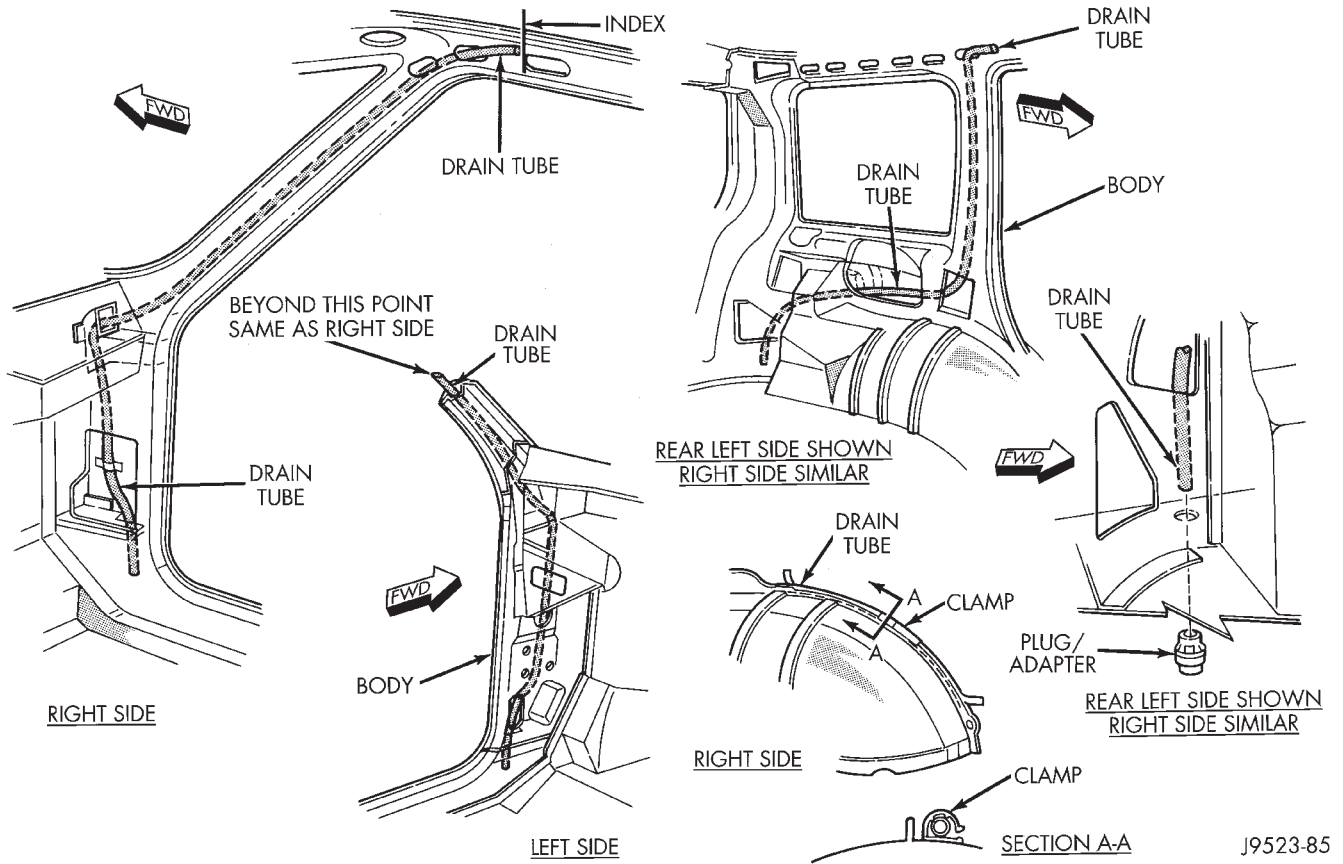 INDEX
DRAIN TUBE
FWD
DRAIN
TUBE
RIGHT SIDE
BEYOND THIS POINT
SAME AS RIGHT SIDE
DRAIN
TUBE
FWD
BODY
LEFT SIDE
DRAIN
TUBE
FWD
DRAIN
TUBE
BODY
REAR LEFT SIDE SHOWN
RIGHT SIDE SIMILAR
DRAIN
TUBE
FWD
PLUG/
ADAPTER
REAR LEFT SIDE SHOWN
RIGHT SIDE SIMILAR
DRAIN
TUBE
A
CLAMP
A
RIGHT SIDE
CLAMP
SECTION A-A
J9523-85